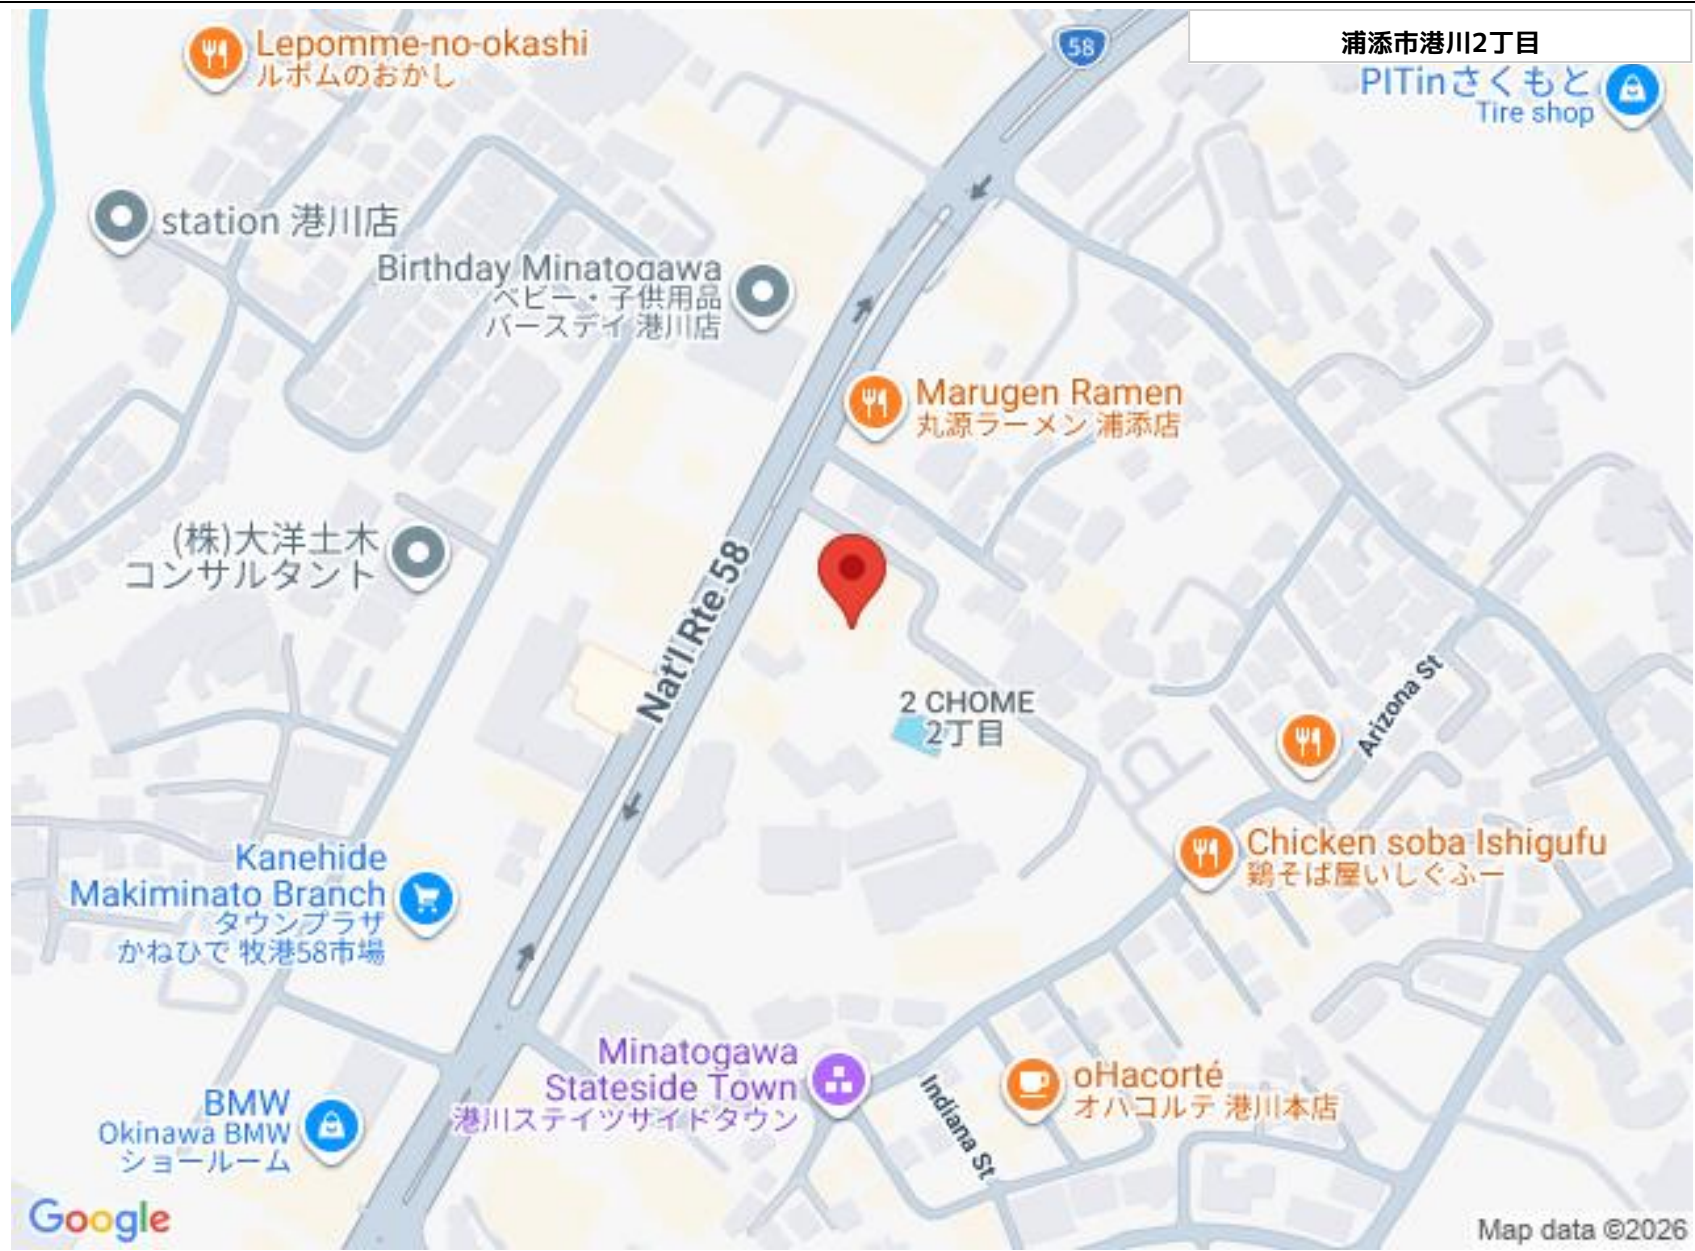 浦添市港川2丁目
58
Lepomme-no-okashi
ルポムのおかし
PITinさくもと
Tire shop
station 港川店
Birthday Minatogawa
ベビー・子供用品
バースデイ 港川店
Marugen Ramen
丸源ラーメン 浦添店
(株)大洋土木
コンサルタント
Nat'l Rte 58
2 CHOME
2丁目
Arizona St
Chicken soba Ishigufu
鶏そば屋いしぐふー
Kanehide
Makiminato Branch
タウンプラザ
かねひで 牧港58市場
Minatogawa
Stateside Town
港川ステイツサイドタウン
Indiana St
oHacorté
オハコルテ 港川本店
BMW
Okinawa BMW
ショールーム
Google
Map data ©2026